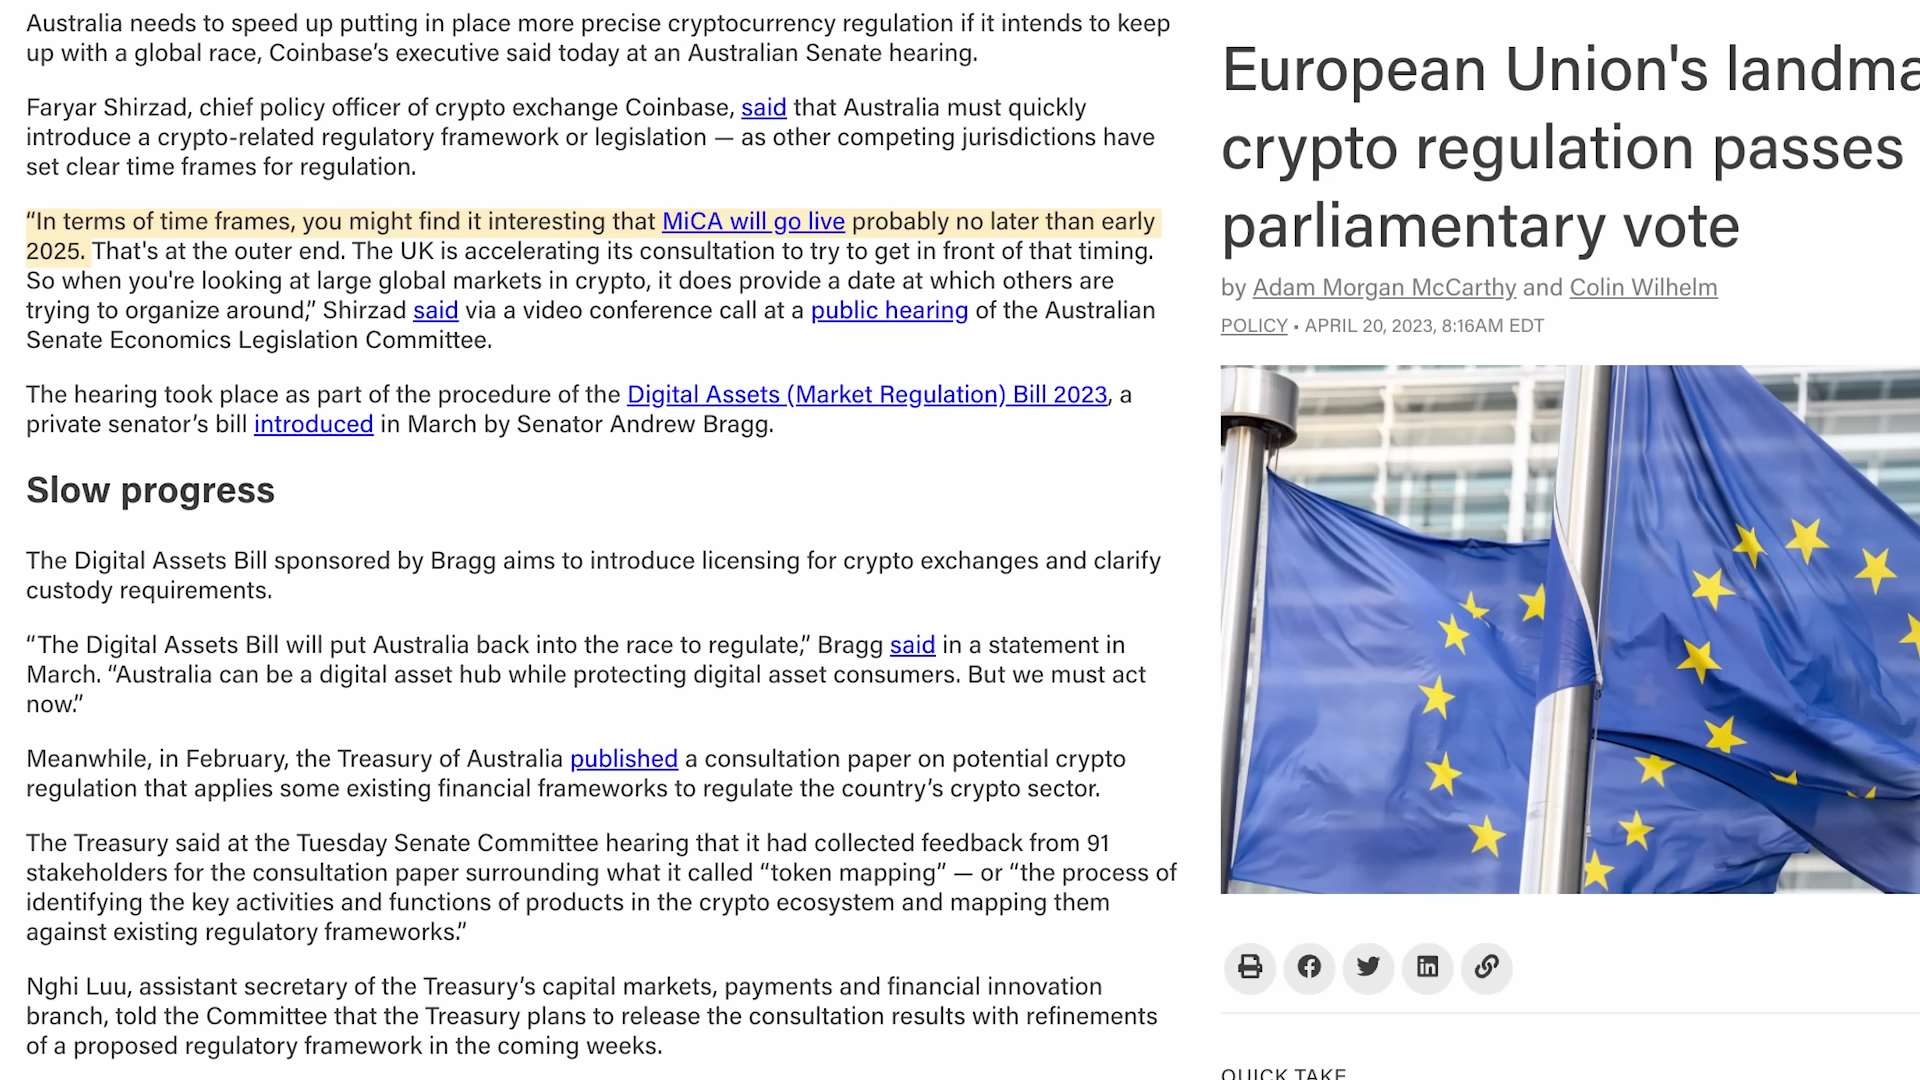 Australia needs to speed up putting in place more precise cryptocurrency regulation if it intends to keep
up with a global race, Coinbase’s executive said today at an Australian Senate hearing.
Faryar Shirzad, chief policy officer of crypto exchange Coinbase, said that Australia must quickly
introduce a crypto-related regulatory framework or legislation — as other competing jurisdictions have
set clear time frames for regulation.
“In terms of time frames, you might find it interesting that MiCA will go live probably no later than early
2025. That's at the outer end. The UK is accelerating its consultation to try to get in front of that timing.
So when you're looking at large global markets in crypto, it does provide a date at which others are
trying to organize around,” Shirzad said via a video conference call at a public hearing of the Australian
Senate Economics Legislation Committee.
The hearing took place as part of the procedure of the Digital Assets (Market Regulation) Bill 2023, a
private senator’s bill introduced in March by Senator Andrew Bragg.
Slow progress
The Digital Assets Bill sponsored by Bragg aims to introduce licensing for crypto exchanges and clarify
custody requirements.
“The Digital Assets Bill will put Australia back into the race to regulate,” Bragg said in a statement in
March. “Australia can be a digital asset hub while protecting digital asset consumers. But we must act
now.”
Meanwhile, in February, the Treasury of Australia published a consultation paper on potential crypto
regulation that applies some existing financial frameworks to regulate the country’s crypto sector.
The Treasury said at the Tuesday Senate Committee hearing that it had collected feedback from 91
stakeholders for the consultation paper surrounding what it called “token mapping” — or “the process of
identifying the key activities and functions of products in the crypto ecosystem and mapping them
against existing regulatory frameworks.”
Nghi Luu, assistant secretary of the Treasury’s capital markets, payments and financial innovation
branch, told the Committee that the Treasury plans to release the consultation results with refinements
of a proposed regulatory framework in the coming weeks.
European Union's landma
crypto regulation passes
parliamentary vote
by Adam Morgan McCarthy and Colin Wilhelm
POLICY • APRIL 20, 2023, 8:16AM EDT
QUICK TAKE